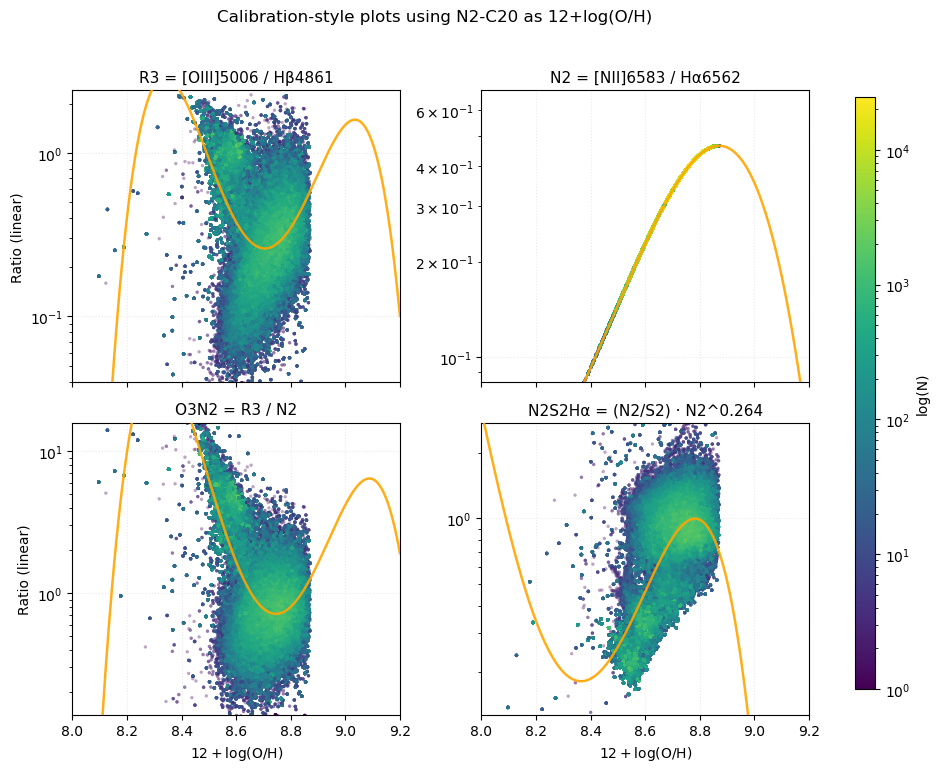 Calibration-style plots using N2-C20 as 12+log(O/H)
R3 = [OIII]5006 / Hβ4861
N2 = [NII]6583 / Hα6562
10⁰
10⁻¹
Ratio (linear)
6 × 10⁻¹
4 × 10⁻¹
3 × 10⁻¹
2 × 10⁻¹
10⁻¹
O3N2 = R3 / N2
N2S2Hα = (N2/S2) · N2^0.264
10¹
10⁰
Ratio (linear)
10⁰
8.0 8.2 8.4 8.6 8.8 9.0 9.2
12 + log(O/H)
8.0 8.2 8.4 8.6 8.8 9.0 9.2
12 + log(O/H)
10⁴
10³
10²
10¹
10⁰
log(N)